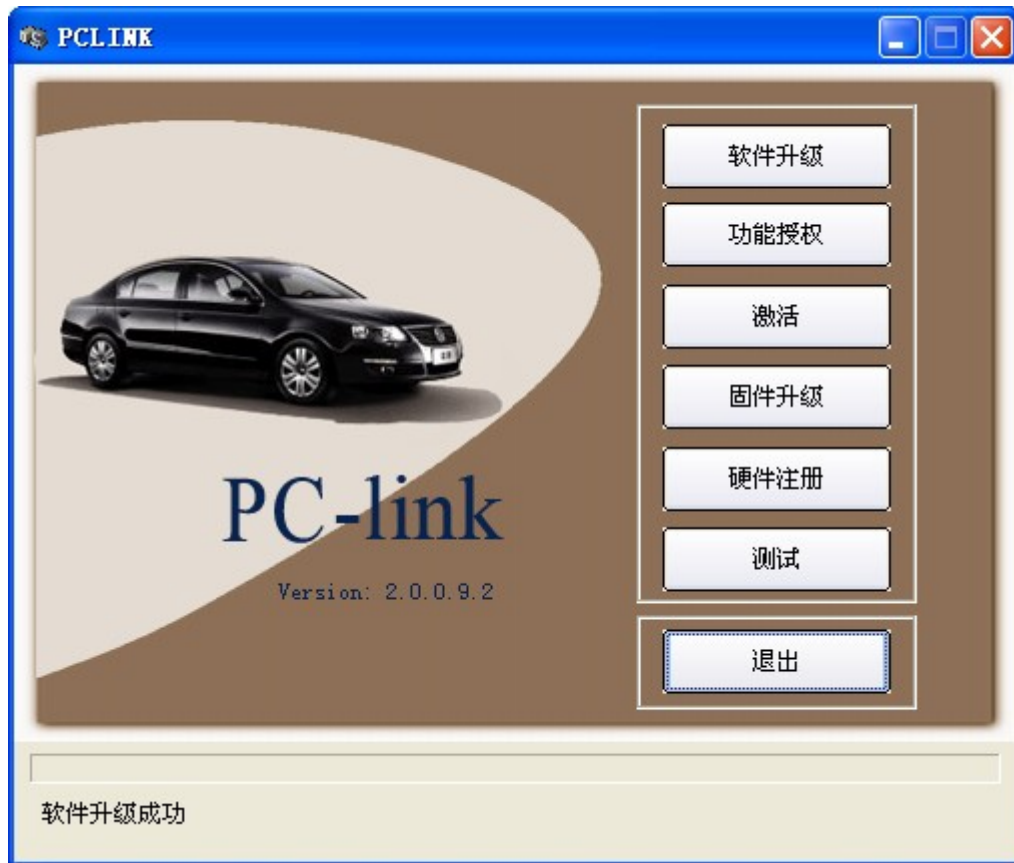 PCLINK
软件升级
功能授权
激活
固件升级
硬件注册
测试
退出
PC-link
Version: 2.0.0.9.2
软件升级成功